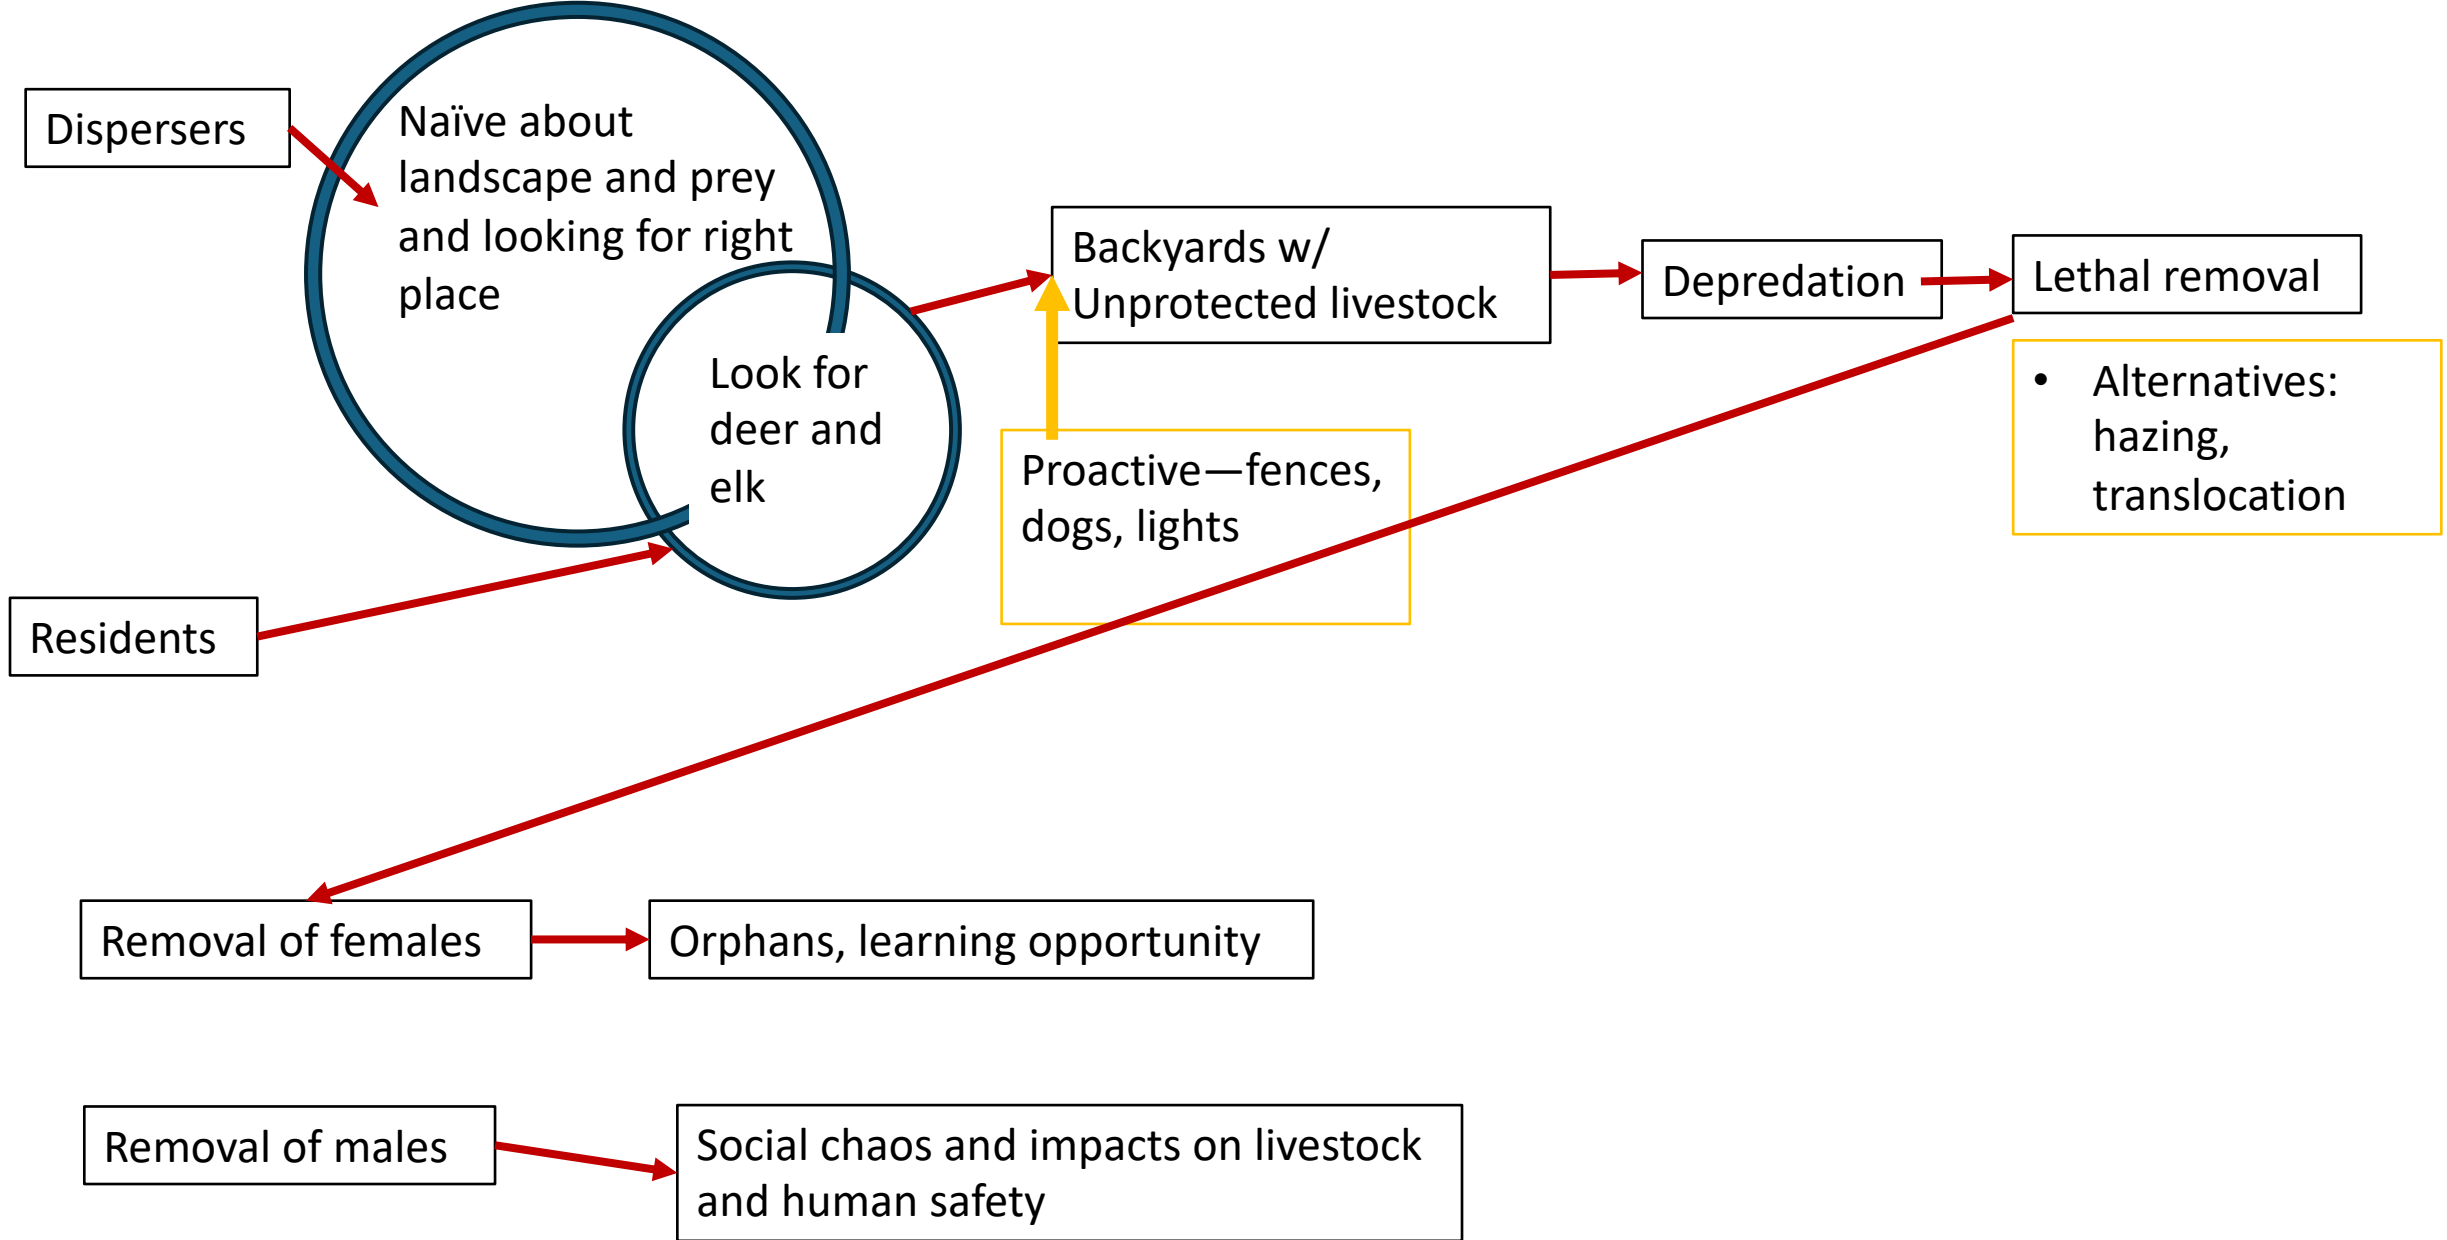 Dispersers
Naïve about
landscape and prey
and looking for right
place
Look for
deer and
elk
Residents
Backyards w/
Unprotected livestock
Proactive—fences,
dogs, lights
Depredation
Lethal removal
• Alternatives:
hazing,
translocation
Removal of females
Orphans, learning opportunity
Removal of males
Social chaos and impacts on livestock
and human safety